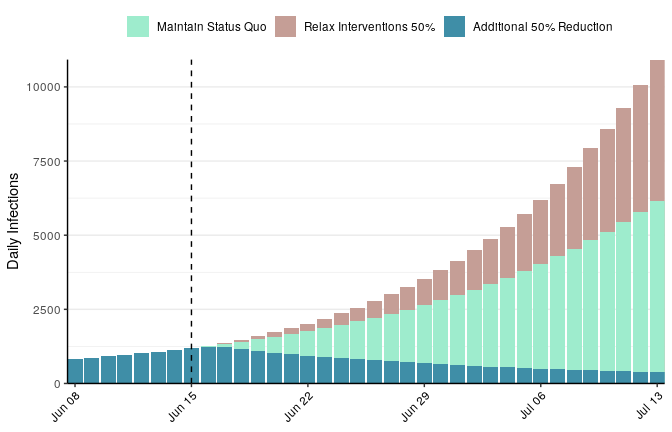 Maintain Status Quo Relax Interventions 50% Additional 50% Reduction
10000
7500
5000
2500
0
Daily Infections
Jun 08 Jun 15 Jun 22 Jun 29 Jul 06 Jul 13